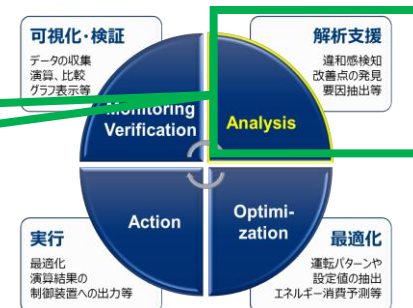 可視化・検証
データの収集
演算、比較
グラフ表示等
解析支援
違和感検知
改善点の発見
要因抽出等
Monitoring
Verification
Analysis
Action
Optimi-
zation
実行
最適化
演算結果の
制御装置への出力等
最適化
運転パターンや
設定値の抽出
エネルギー消費予測等